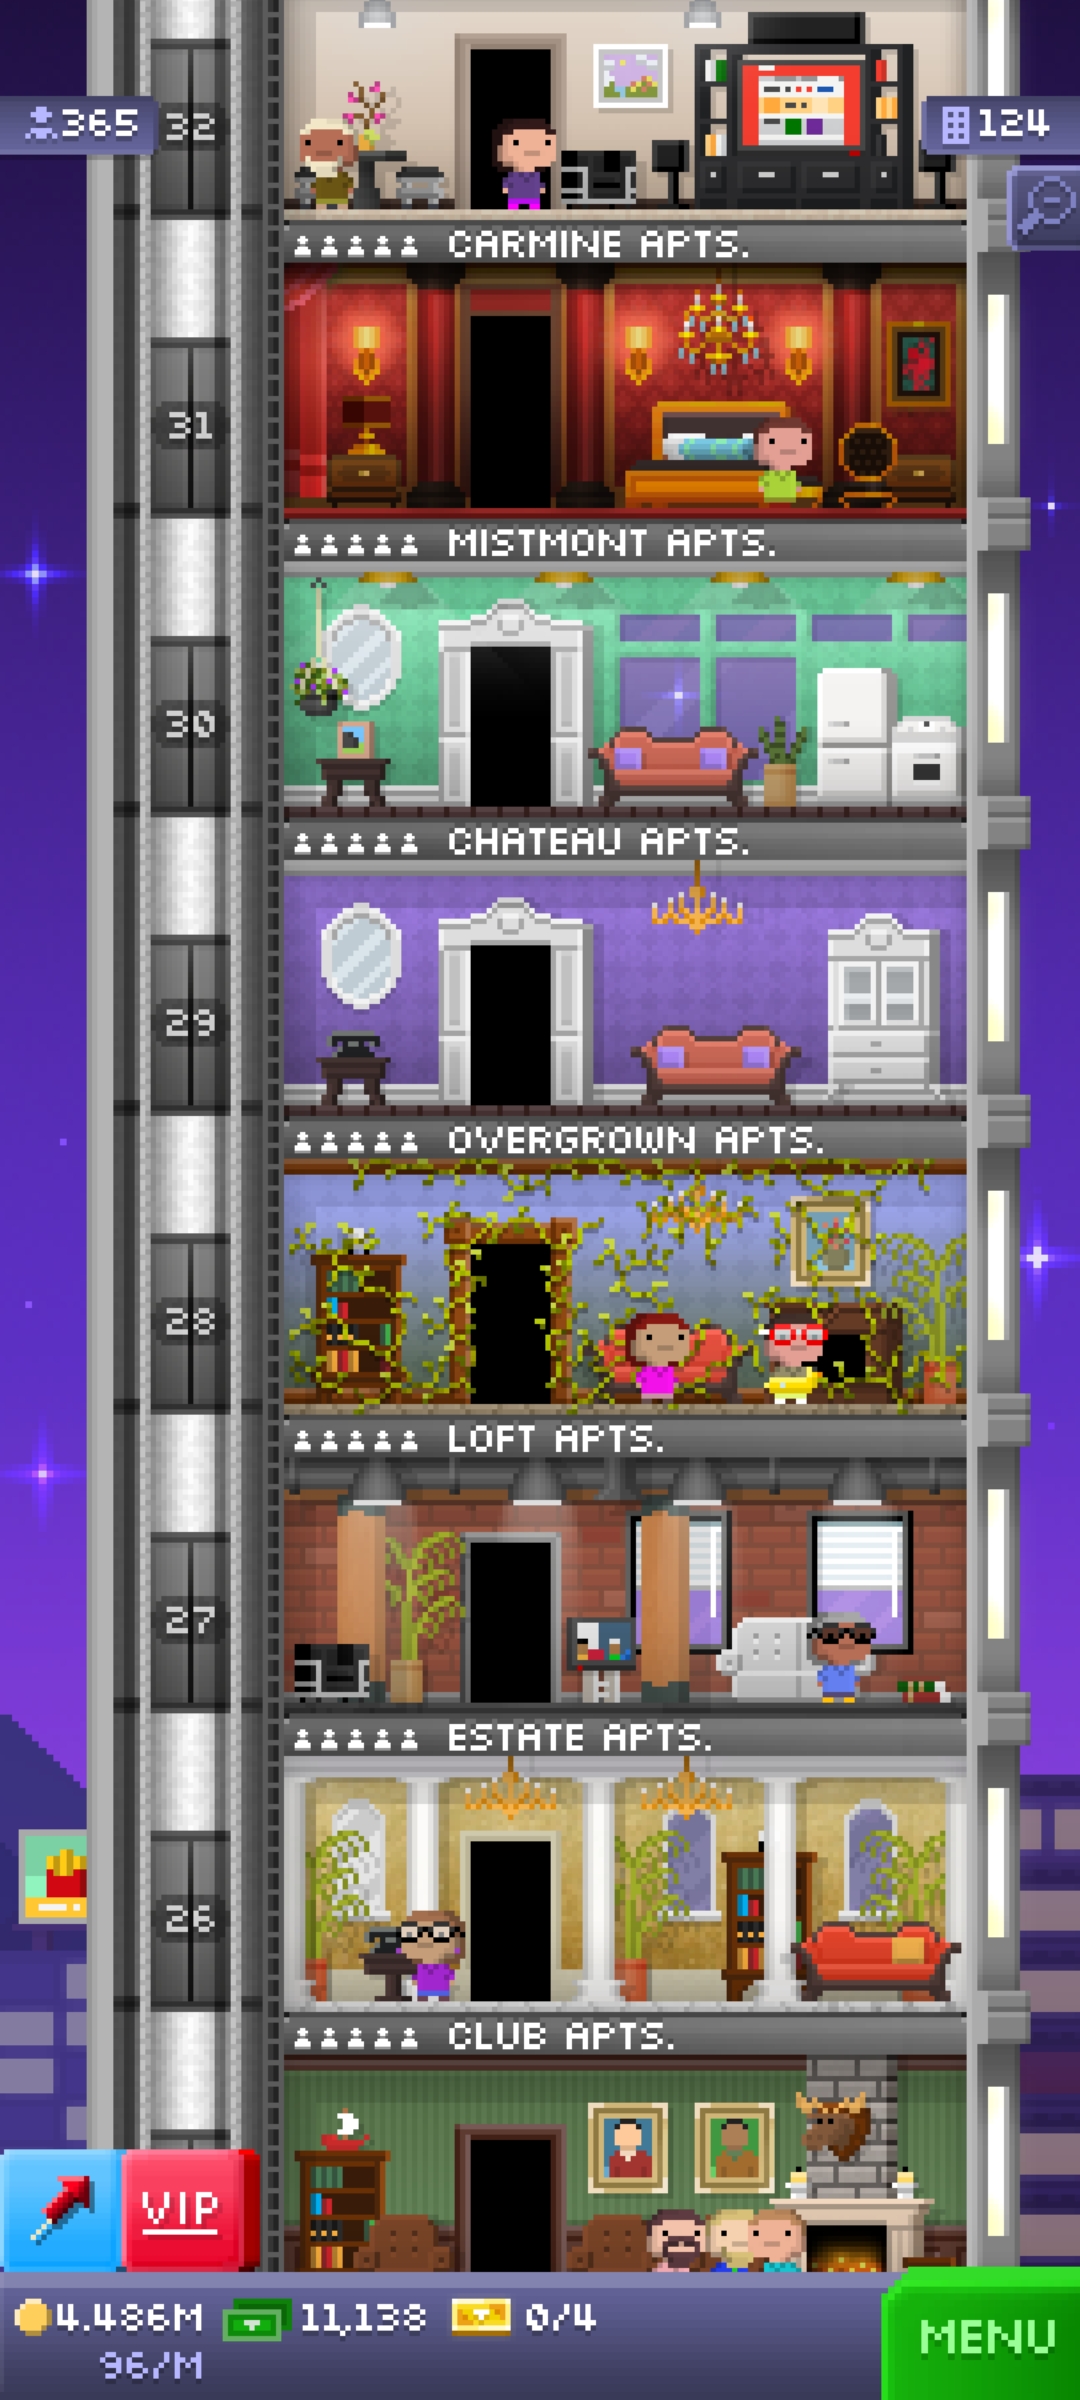 365
32
124
CARMINE APTS.
31
MISTMONT APTS.
30
CHATEAU APTS.
29
OVERGROWN APTS.
28
LOFT APTS.
27
ESTATE APTS.
26
CLUB APTS.
VIP
4.486M
11,138
0/4
MENU
96/M